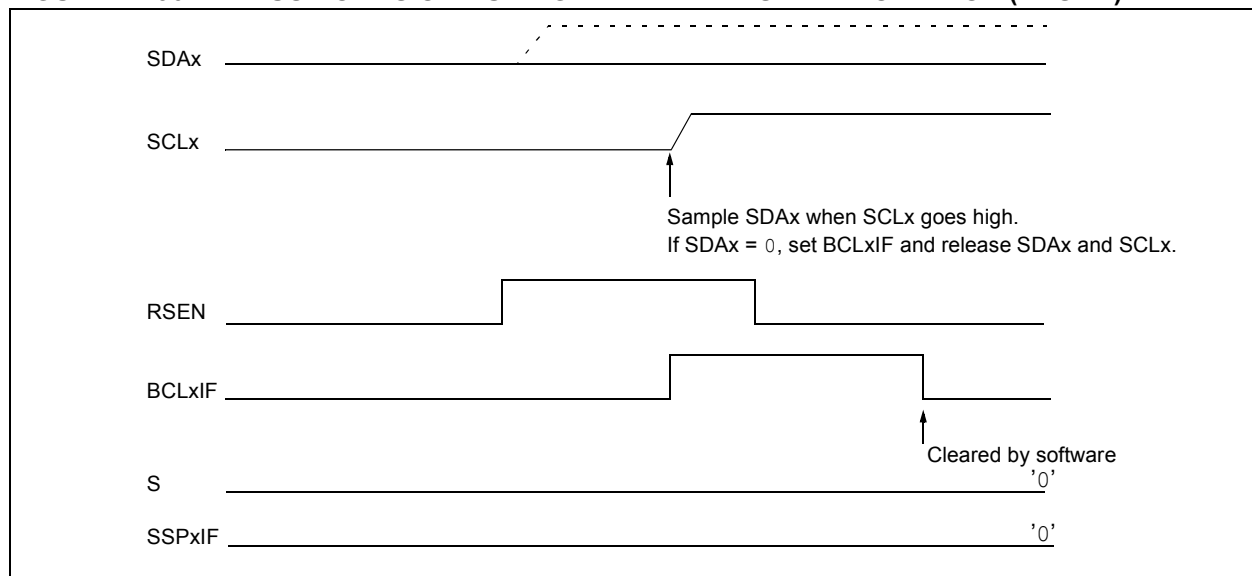 SDAx
SCLx
Sample SDAx when SCLx goes high.
If SDAx = 0, set BCLxIF and release SDAx and SCLx.
RSEN
BCLxIF
Cleared by software
S
'0'
SSPxIF
'0'